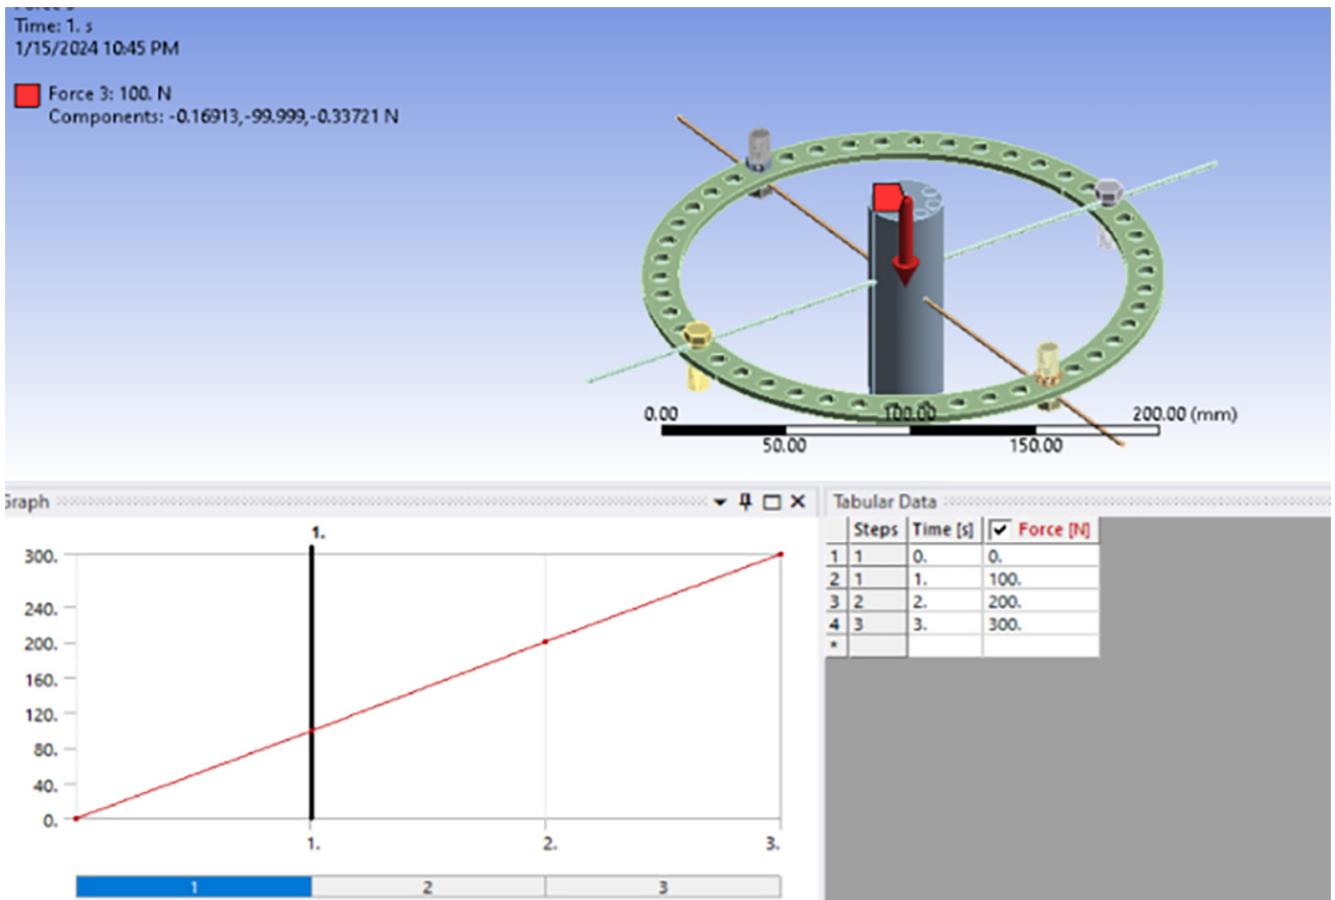 Time: 1. s
1/15/2024 10:45 PM
Force 3: 100. N
Components: -0.16913,-99.999,-0.33721 N
0.00 100.00 200.00 (mm)
50.00 150.00
Graph
1.
300.
240.
200.
160.
120.
80.
40.
0.
1. 2. 3.
1 2 3
Tabular Data
Steps Time [s] Force [N]
1 1 0. 0.
2 1 1. 100.
3 2 2. 200.
4 3 3. 300.
*